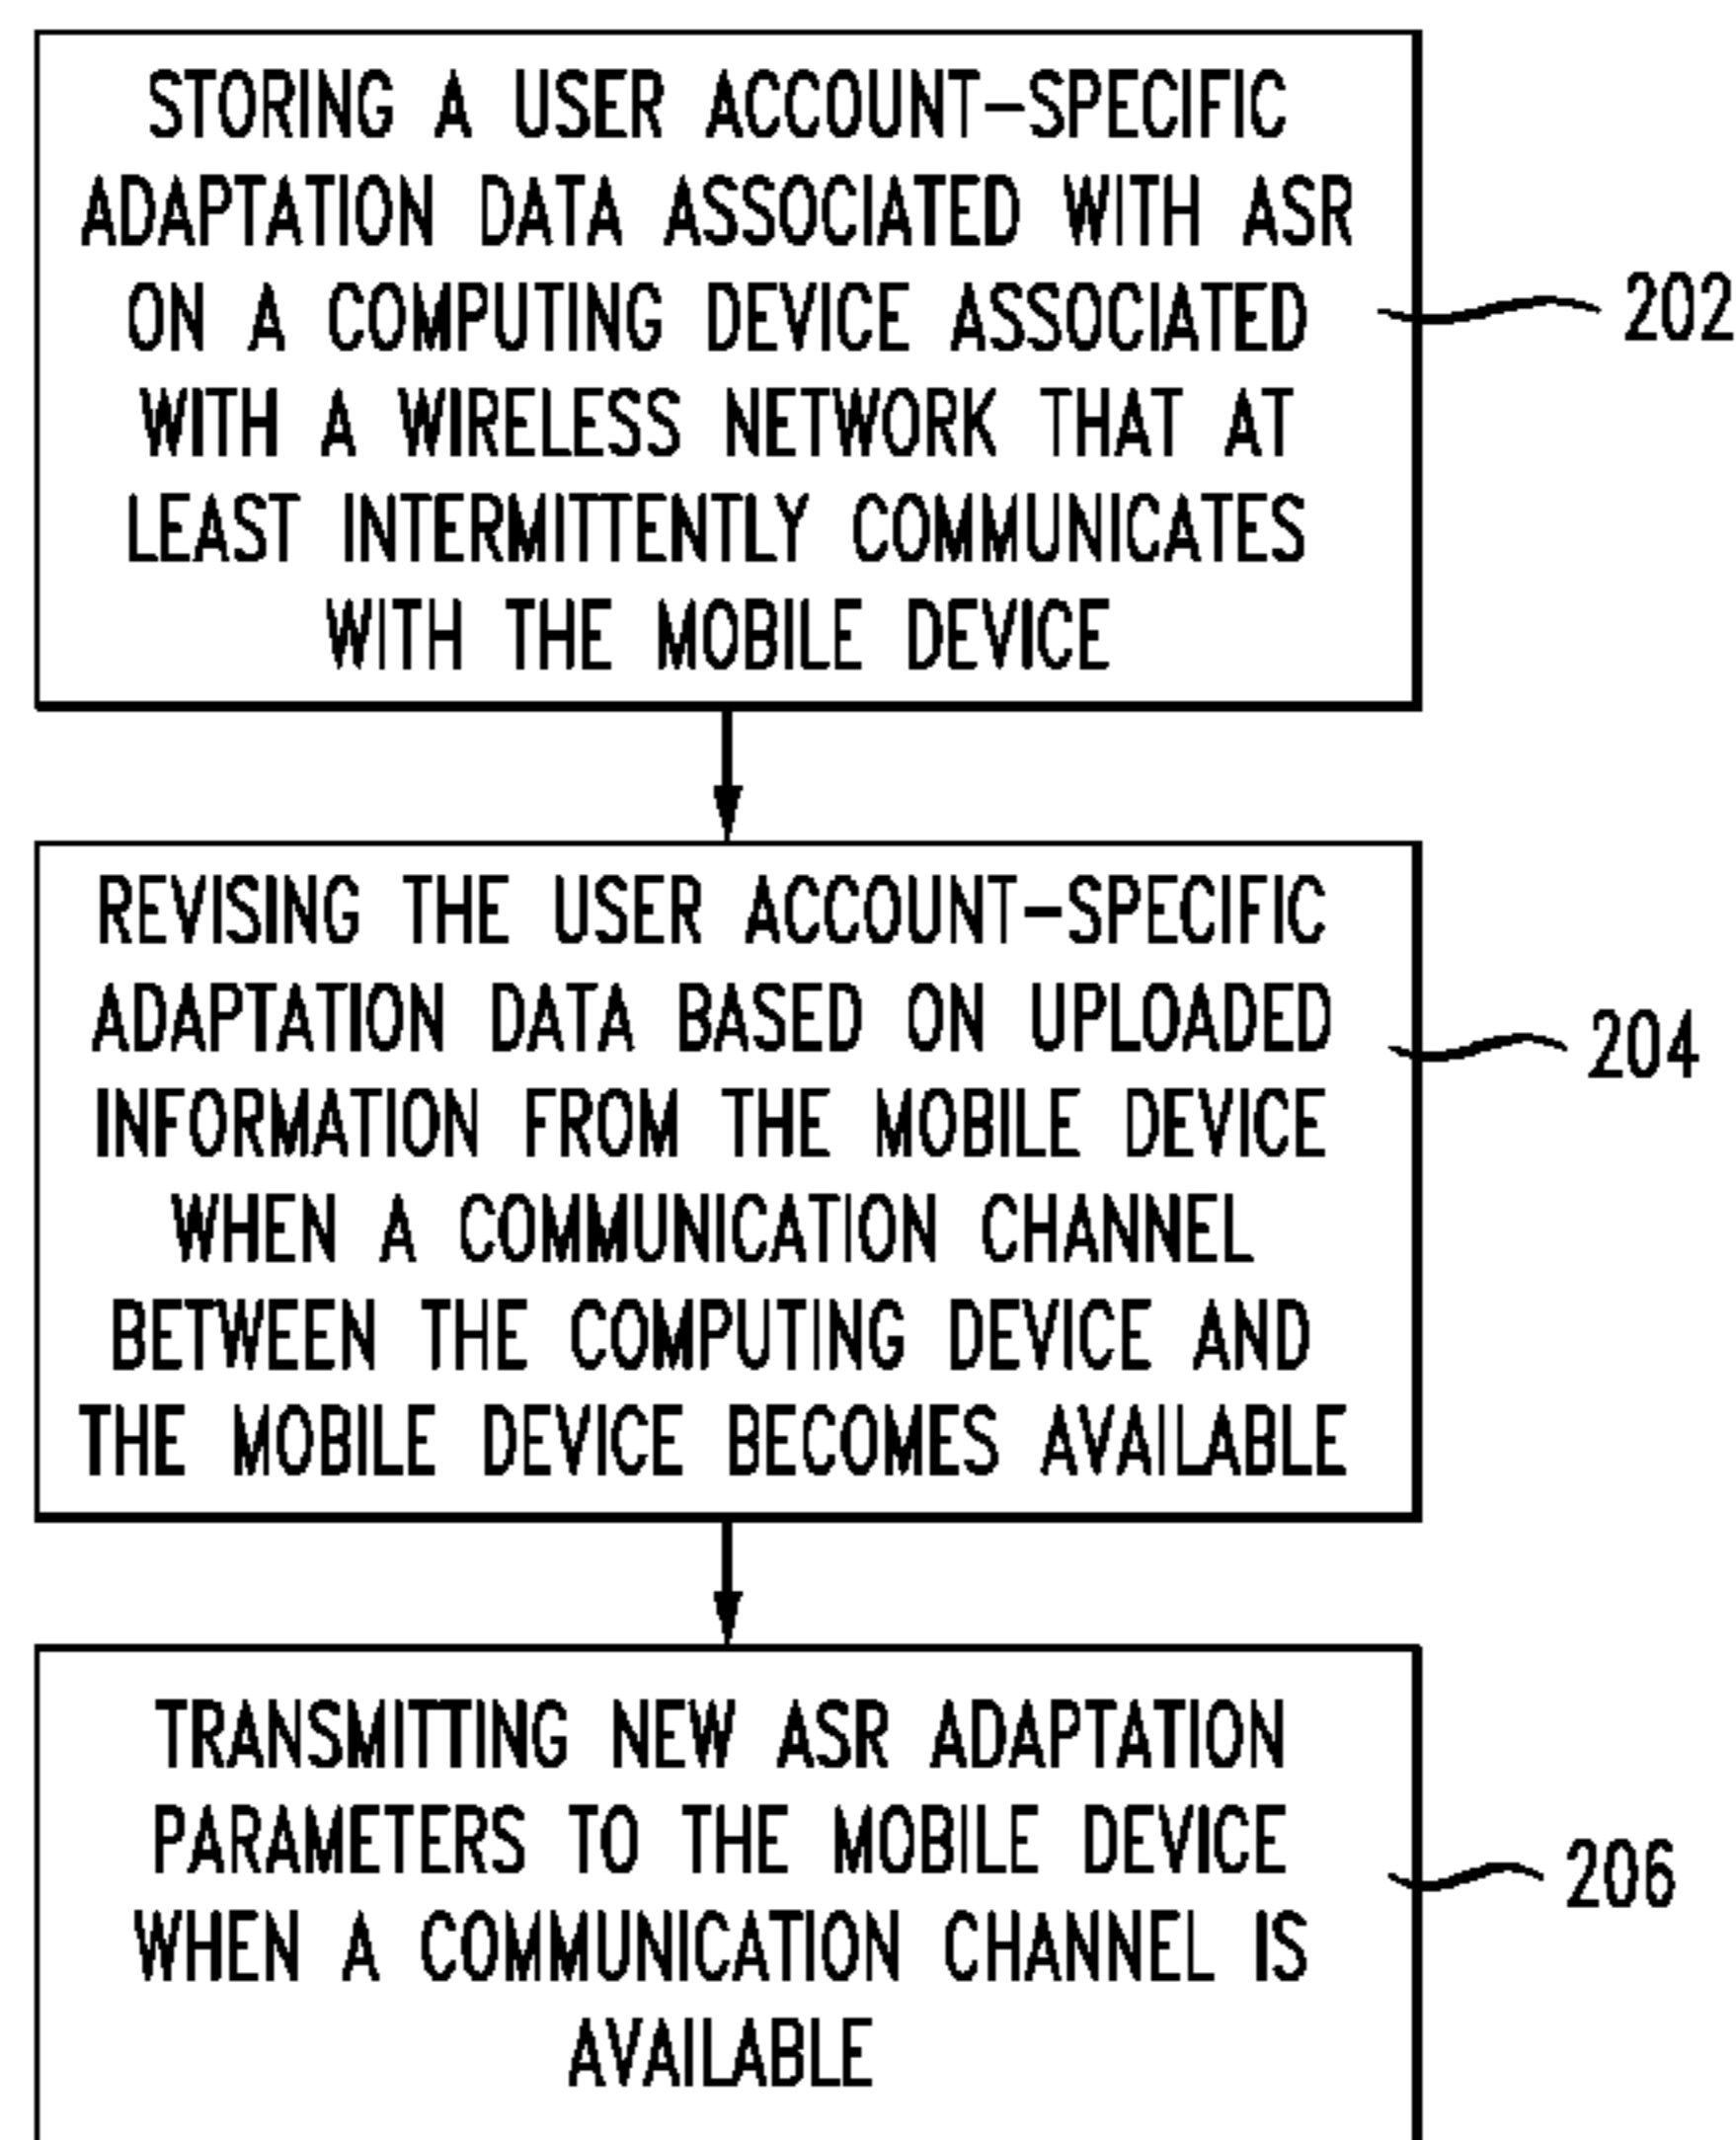 STORING A USER ACCOUNT-SPECIFIC
ADAPTATION DATA ASSOCIATED WITH ASR
ON A COMPUTING DEVICE ASSOCIATED
WITH A WIRELESS NETWORK THAT AT
LEAST INTERMITTENTLY COMMUNICATES
WITH THE MOBILE DEVICE
202
REVISING THE USER ACCOUNT-SPECIFIC
ADAPTATION DATA BASED ON UPLOADED
INFORMATION FROM THE MOBILE DEVICE
WHEN A COMMUNICATION CHANNEL
BETWEEN THE COMPUTING DEVICE AND
THE MOBILE DEVICE BECOMES AVAILABLE
204
TRANSMITTING NEW ASR ADAPTATION
PARAMETERS TO THE MOBILE DEVICE
WHEN A COMMUNICATION CHANNEL IS
AVAILABLE
206